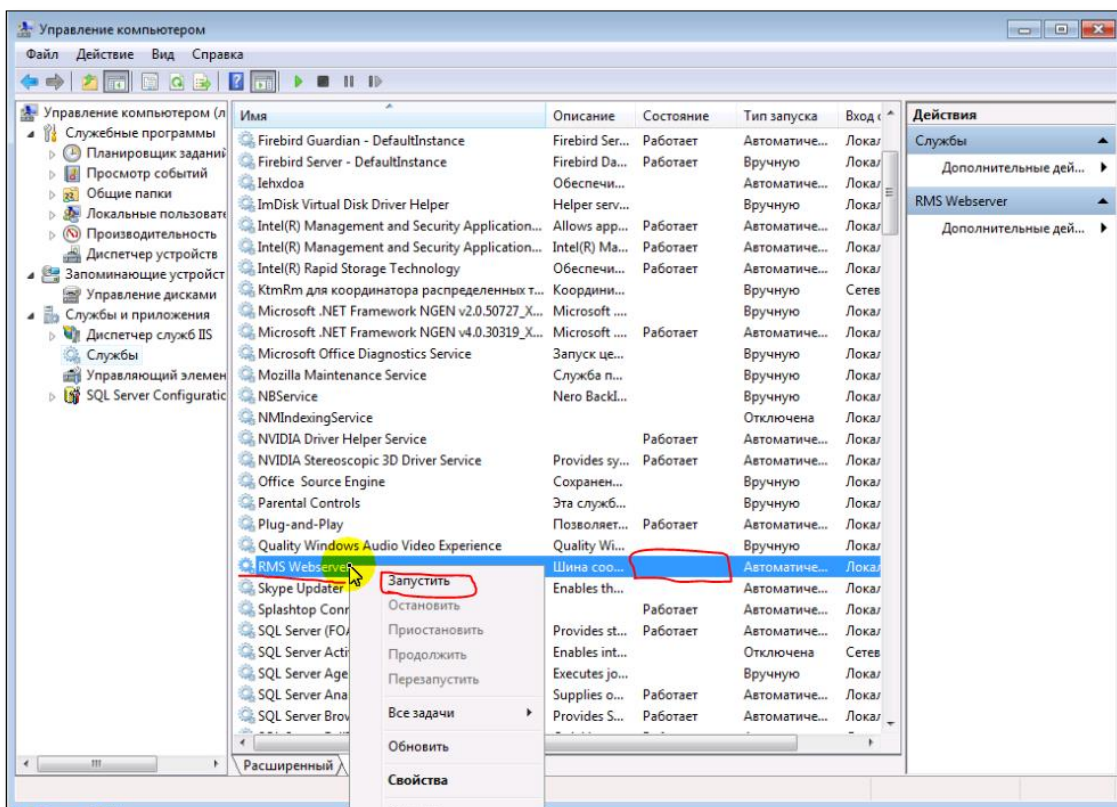 Управление компьютером
Файл Действие Вид Справка
Управление компьютером (л
Служебные программы
Планировщик заданий
Просмотр событий
Общие папки
Локальные пользовате
Производительность
Диспетчер устройств
Запоминающие устройст
Управление дисками
Службы и приложения
Диспетчер служб IIS
Службы
Управляющий элемен
SQL Server Configuratic
Имя Описание Состояние Тип запуска Вход с
Firebird Guardian - DefaultInstance Firebird Ser... Работает Автоматиче... Локал
Firebird Server - DefaultInstance Firebird Da... Работает Вручную Локал
Iehxdoa Обеспечи... Автоматиче... Локал
ImDisk Virtual Disk Driver Helper Helper serv... Вручную Локал
Intel(R) Management and Security Application... Allows app... Работает Автоматиче... Локал
Intel(R) Management and Security Application... Intel(R) Ma... Работает Автоматиче... Локал
Intel(R) Rapid Storage Technology Обеспечи... Работает Автоматиче... Локал
KtmRm для координатора распределенных т... Координи... Вручную Сетев
Microsoft .NET Framework NGEN v2.0.50727_X... Microsoft .... Вручную Локал
Microsoft .NET Framework NGEN v4.0.30319_X... Microsoft .... Работает Автоматиче... Локал
Microsoft Office Diagnostics Service Запуск це... Вручную Локал
Mozilla Maintenance Service Служба п... Вручную Локал
NBService Nero BackI... Вручную Локал
NMIndexingService Отключена Локал
NVIDIA Driver Helper Service Работает Автоматиче... Локал
NVIDIA Stereoscopic 3D Driver Service Provides sy... Работает Автоматиче... Локал
Office Source Engine Сохранен... Вручную Локал
Parental Controls Эта служб... Вручную Локал
Plug-and-Play Позволяет... Работает Автоматиче... Локал
Quality Windows Audio Video Experience Quality Wi... Вручную Локал
RMS Webserver Шина соо... Автоматиче... Локал
Skype Updater Enables th... Автоматиче... Локал
Splashtop Conr Работает Автоматиче... Локал
SQL Server (FOA Provides st... Работает Автоматиче... Локал
SQL Server Acti Enables int... Отключена Сетев
SQL Server Age Executes jo... Вручную Локал
SQL Server Ana Supplies o... Работает Автоматиче... Локал
SQL Server Brov Provides S... Работает Автоматиче... Локал
Запустить
Остановить
Приостановить
Продолжить
Перезапустить
Все задачи
Обновить
Свойства
Расширенный
Действия
Службы
Дополнительные дей...
RMS Webserver
Дополнительные дей...